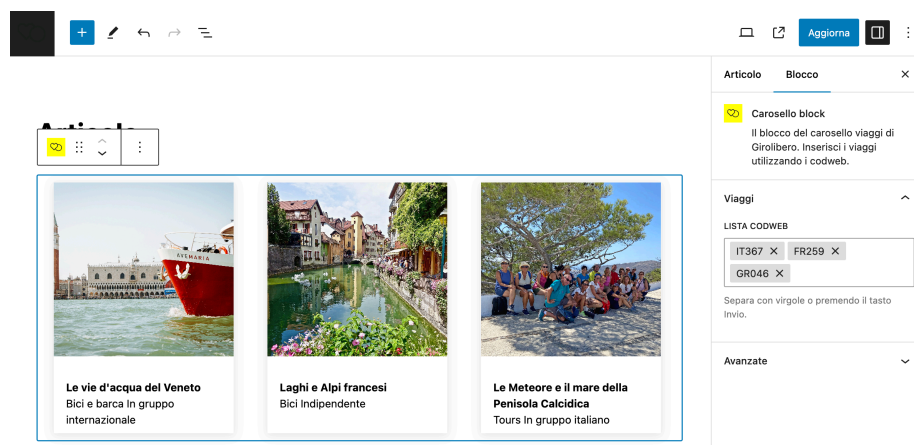 Aggiorna
Articolo
Blocco
Carosello block
Il blocco del carosello viaggi di
Girolibero. Inserisci i viaggi
utilizzando i codweb.
Viaggi
LISTA CODWEB
IT367
FR259
GR046
Separa con virgole o premendo il tasto
Invio.
Avanzate
Articolo
AVEMARIA
Le vie d'acqua del Veneto
Bici e barca In gruppo
internazionale
Laghi e Alpi francesi
Bici Indipendente
Le Meteore e il mare della
Penisola Calcidica
Tours In gruppo italiano